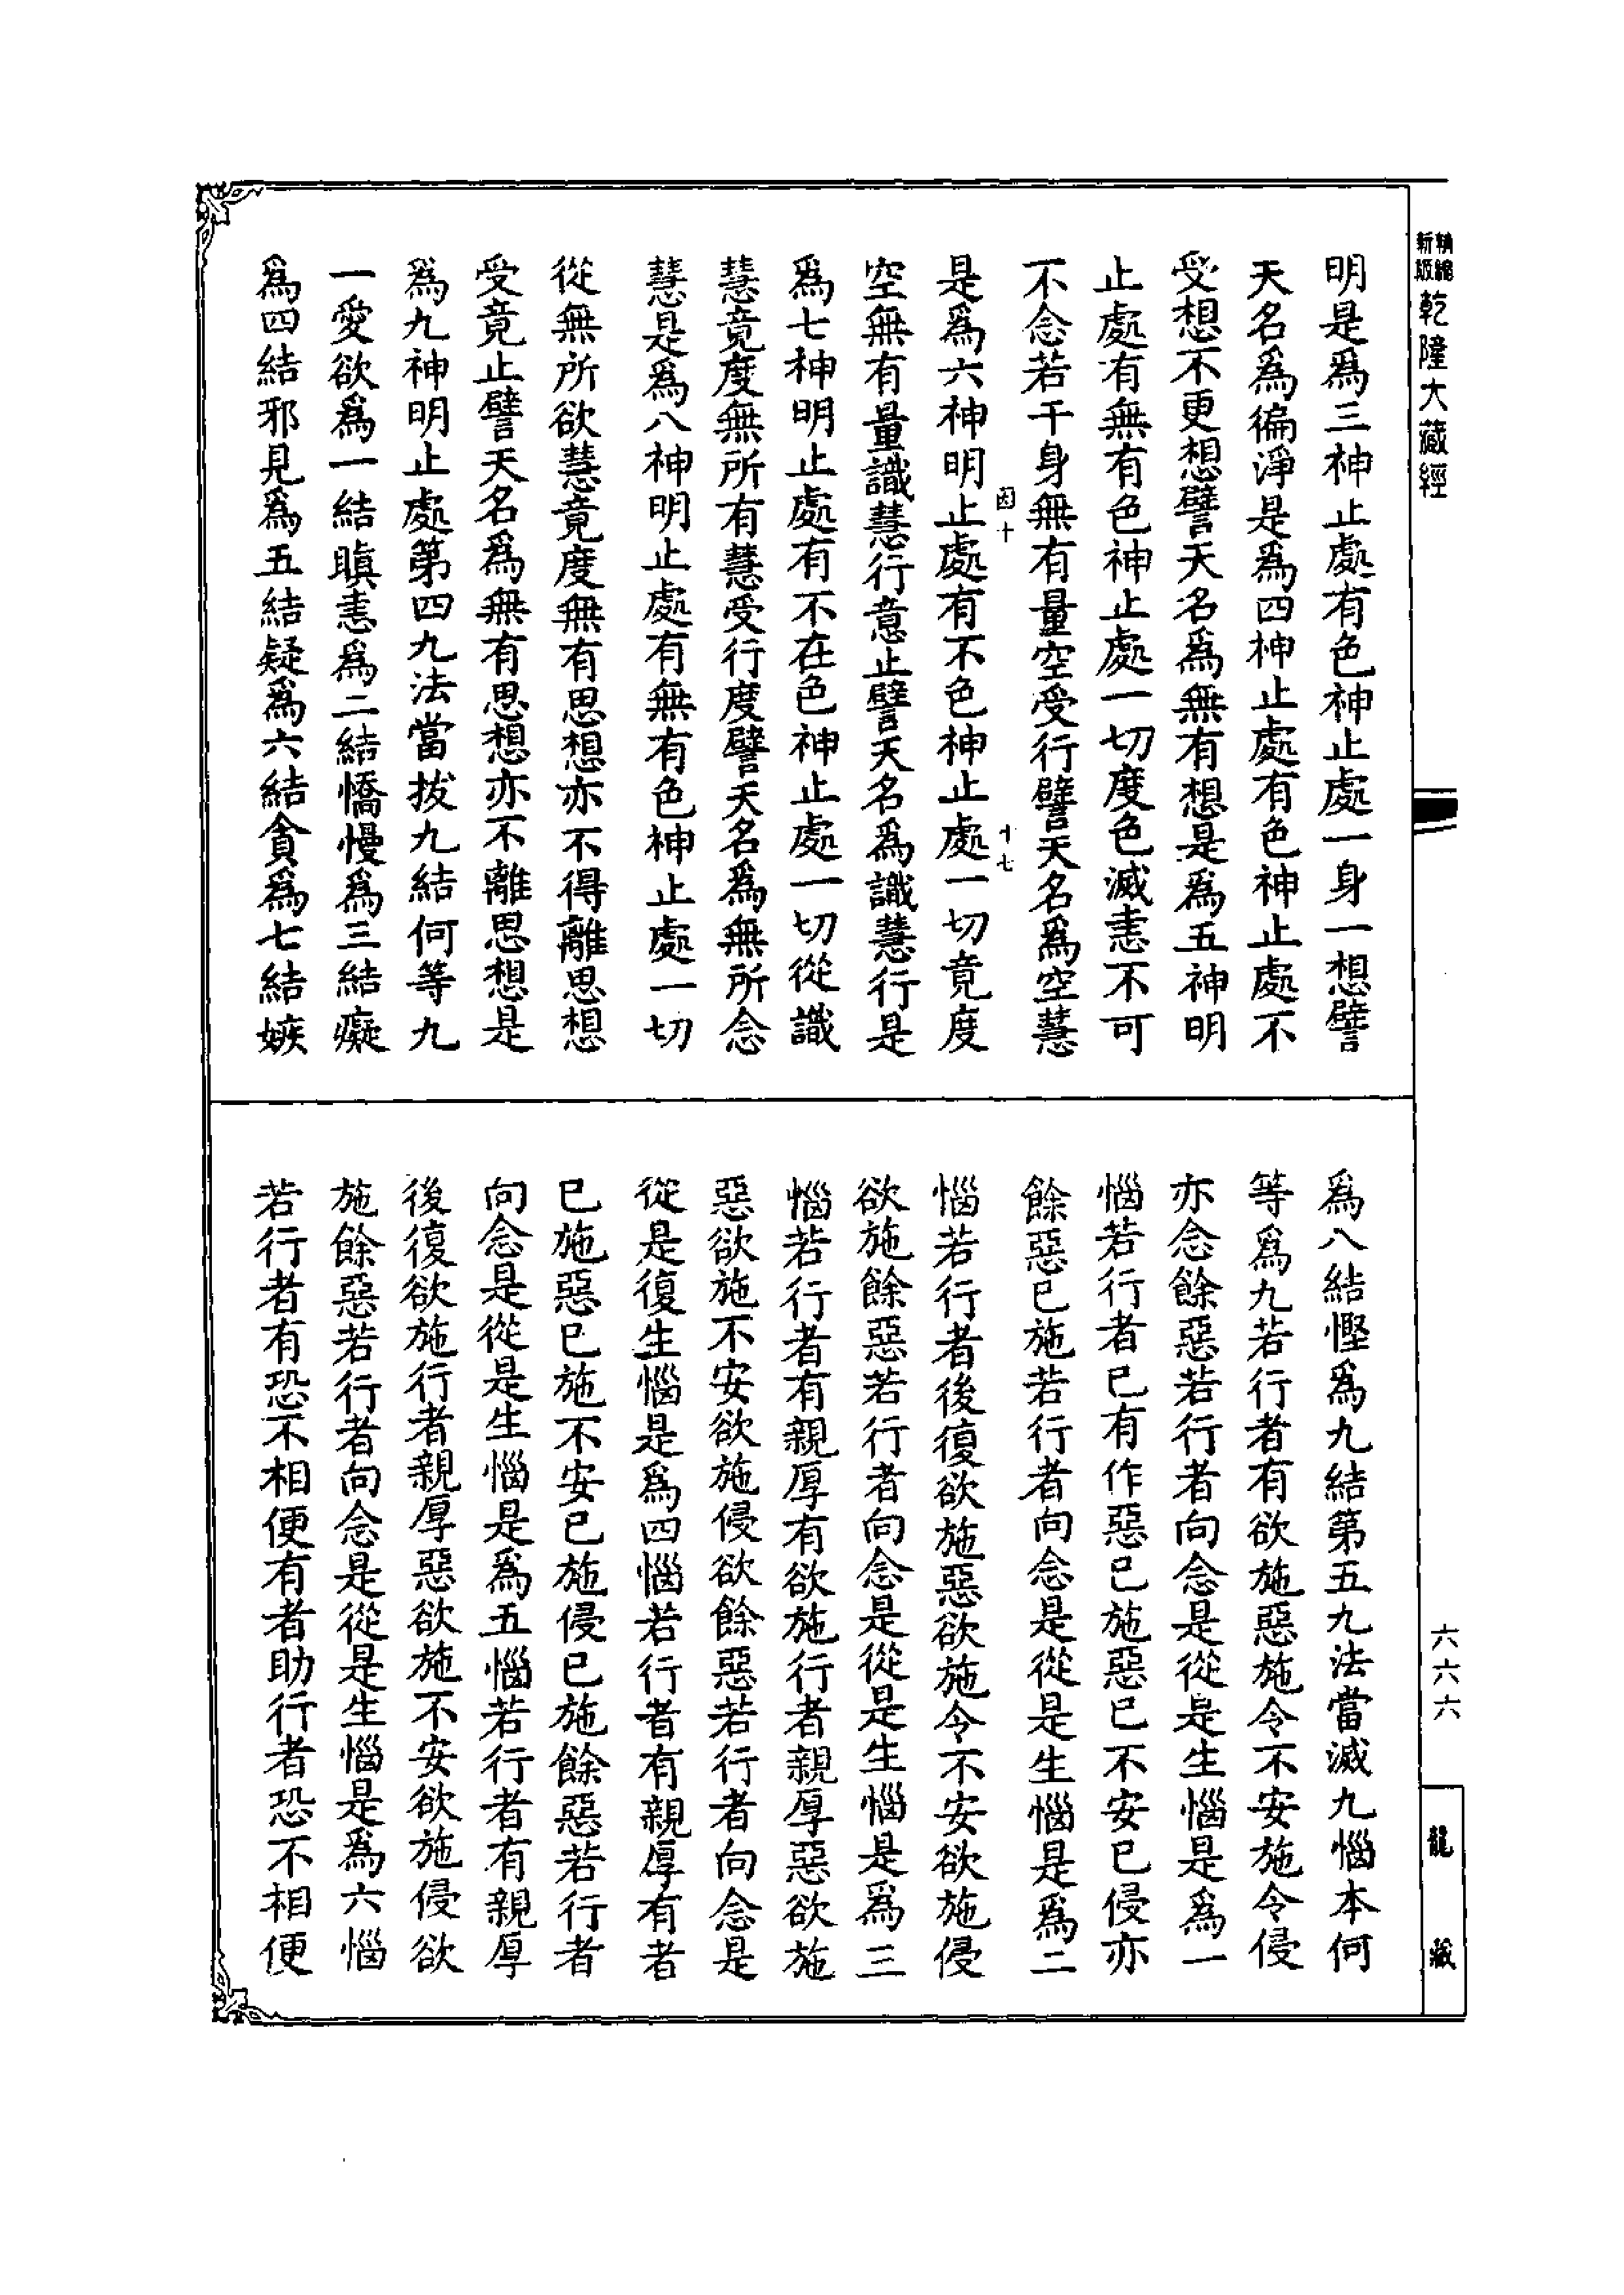 乾隆大藏經
明是爲三神止處有色神止處一身一想譬
天名爲徧淨是爲四神止處有色神止處不
受想不更想譬天名爲無有想是爲五神明
止處有無有色神止處一切度色滅恚不可
不念若干身無有量空受行譬天名爲空慧
是爲六神明止處有不色神止處一切竟度
空無有量識慧行意止譬天名爲識慧行是
爲七神明止處有不在色神止處一切從識
慧竟度無所有慧受行度譬天名爲無所念
慧是爲八神明止處有無有色神止處一切
從無所欲慧竟度無有思想亦不得離思想
受竟止譬天名爲無有思想亦不離思想是
爲九神明止處第四九法當拔九結何等九
一愛欲爲一結瞋恚爲二結憍慢爲三結癡
爲四結邪見爲五結疑爲六結貪爲七結嫉
十七
爲八結慳爲九結第五九法當滅九惱本何
等爲九若行者有欲施惡施令不安施令侵
亦念餘惡若行者向念是從是生惱是爲一
惱若行者已有作惡已施惡已不安已侵亦
餘惡已施若行者向念是從是生惱是爲二
惱若行者後復欲施惡欲施令不安欲施侵
欲施餘惡若行者向念是從是生惱是爲三
惱若行者有親厚有欲施行者親厚惡欲施
惡欲施不安欲施侵欲餘惡若行者向念是
從是復生惱是爲四惱若行者有親厚有者
已施惡已施不安已施侵已施餘惡若行者
向念是從是生惱是爲五惱若行者有親厚
後復欲施行者親厚惡欲施不安欲施侵欲
施餘惡若行者向念是從是生惱是爲六惱
若行者有恐不相便有者助行者恐不相便
六六六
龍藏